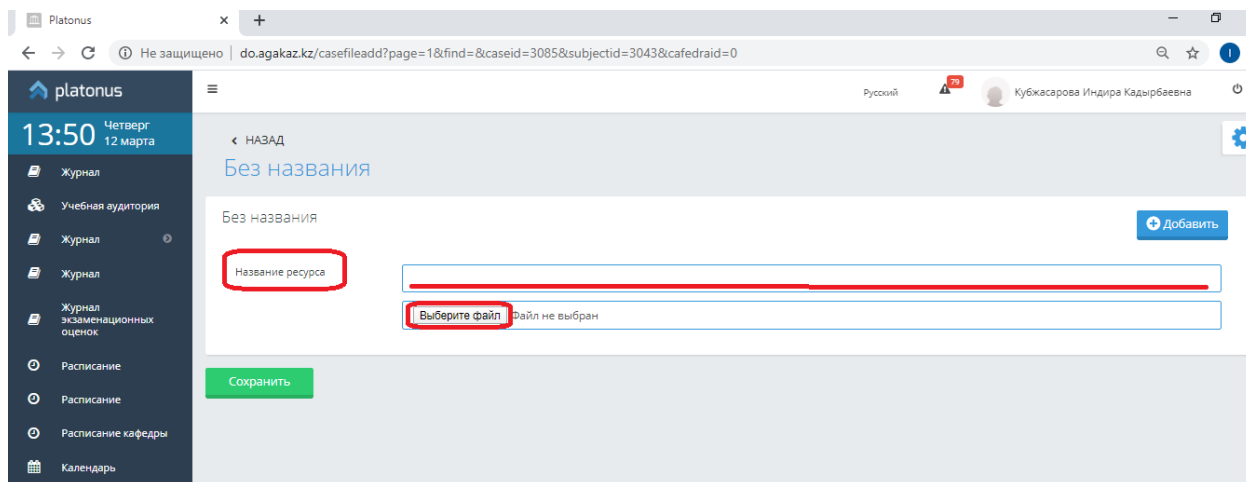 Platonus
Не защищено | do.agakaz.kz/casefileadd?page=1&find=&caseid=3085&subjectid=3043&cafedraid=0
I
platonus
Русский
79
Кубжасарова Индира Кадырбаевна
13:50 Четверг
12 марта
< НАЗАД
Без названия
Журнал
Учебная аудитория
Журнал
Журнал
Журнал
экзаменационных
оценок
Расписание
Расписание
Расписание кафедры
Календарь
Без названия
Добавить
Название ресурса
Выберите файл Файл не выбран
Сохранить